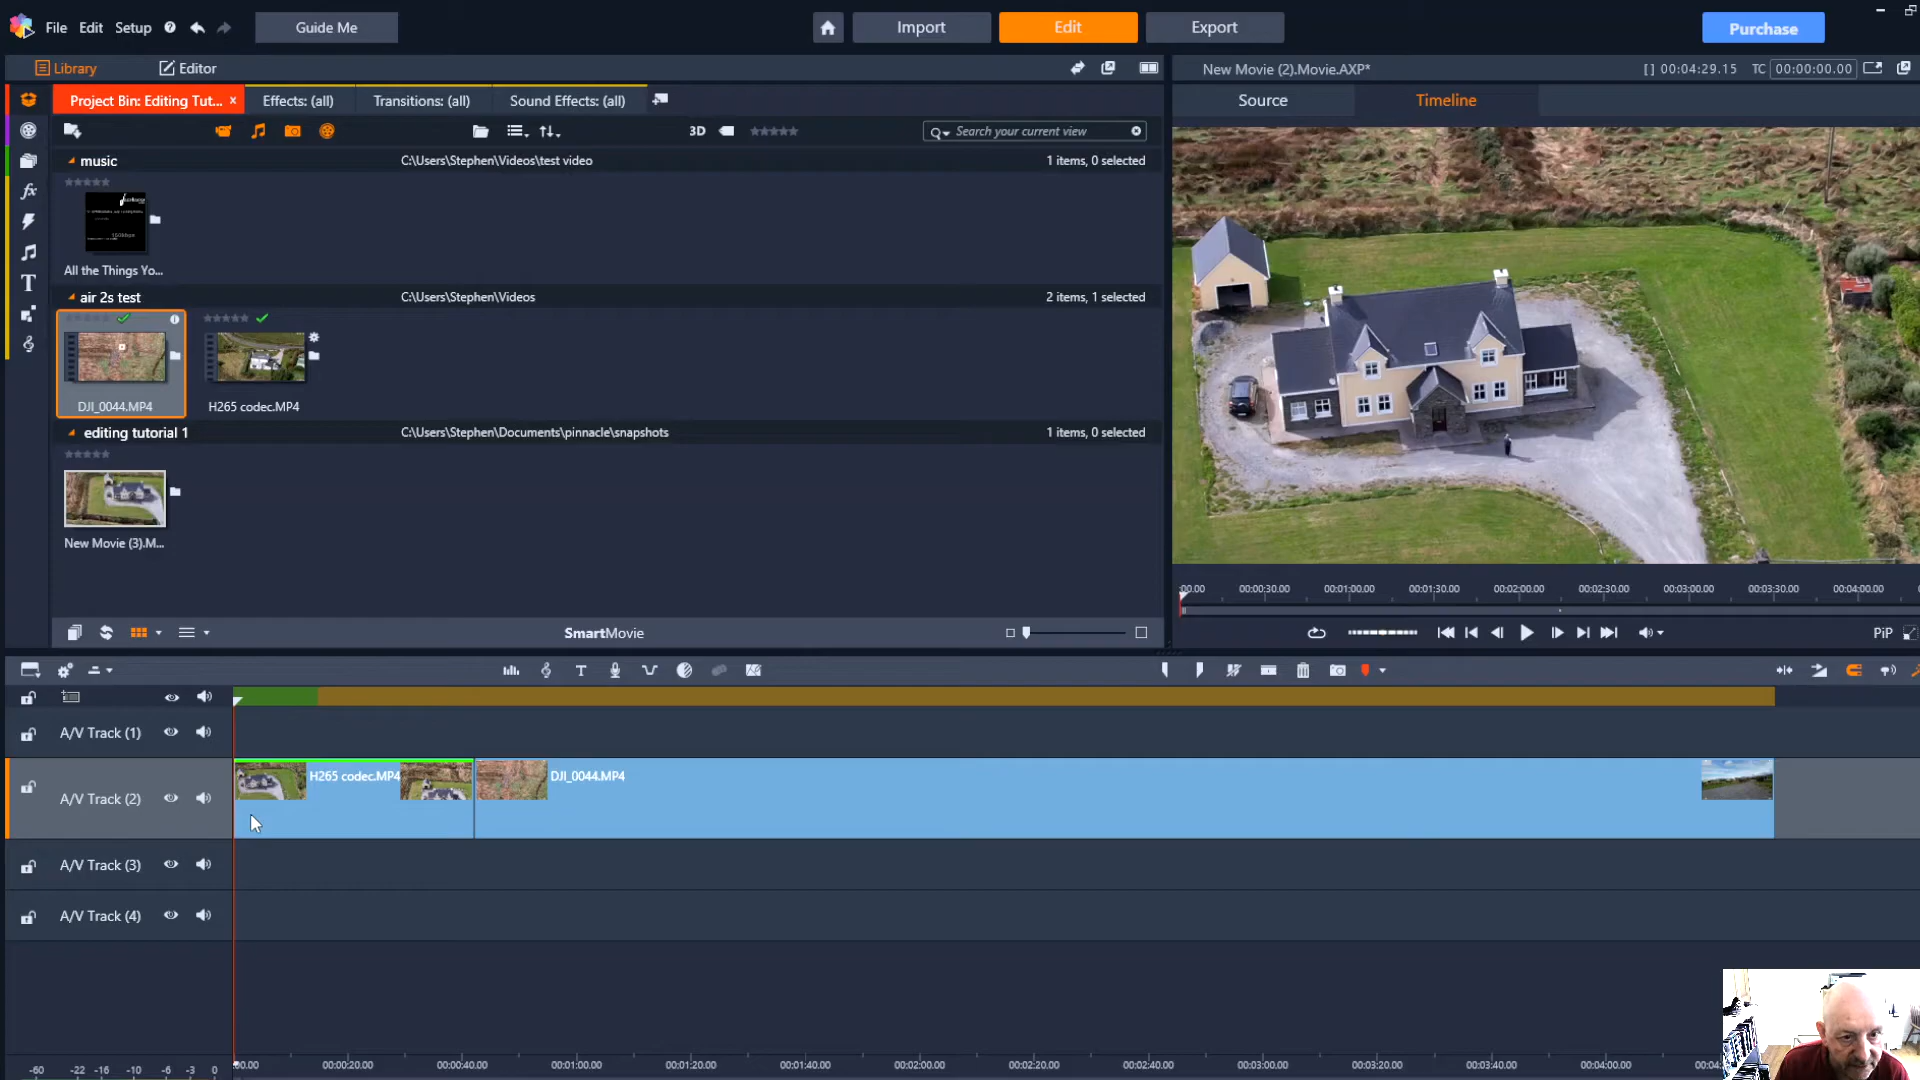 File Edit Setup Guide Me Import Edit Export Purchase
Library Editor New Movie (2).Movie.AXP* [ ] 00:04:29.15 TC 00:00:00.00
Project Bin: Editing Tut... x Effects: (all) Transitions: (all) Sound Effects: (all) Source Timeline
3D Search your current view
music C:\Users\Stephen\Videos\test video 1 items, 0 selected
All the Things Yo...
air 2s test C:\Users\Stephen\Videos 2 items, 1 selected
DJI_0044.MP4 H265 codec.MP4
editing tutorial 1 C:\Users\Stephen\Documents\pinnacle\snapshots 1 items, 0 selected
New Movie (3).M...
:00.00 00:00:30.00 00:01:00.00 00:01:30.00 00:02:00.00 00:02:30.00 00:03:00.00 00:03:30.00 00:04:00.00
SmartMovie PiP
A/V Track (1)
H265 codec.MP4 DJI_0044.MP4
A/V Track (2)
A/V Track (3)
A/V Track (4)
-60 -22 -16 -10 -6 -3 0 :00.00 00:00:20.00 00:00:40.00 00:01:00.00 00:01:20.00 00:01:40.00 00:02:00.00 00:02:20.00 00:02:40.00 00:03:00.00 00:03:20.00 00:03:40.00 00:04:00.00 00:04: